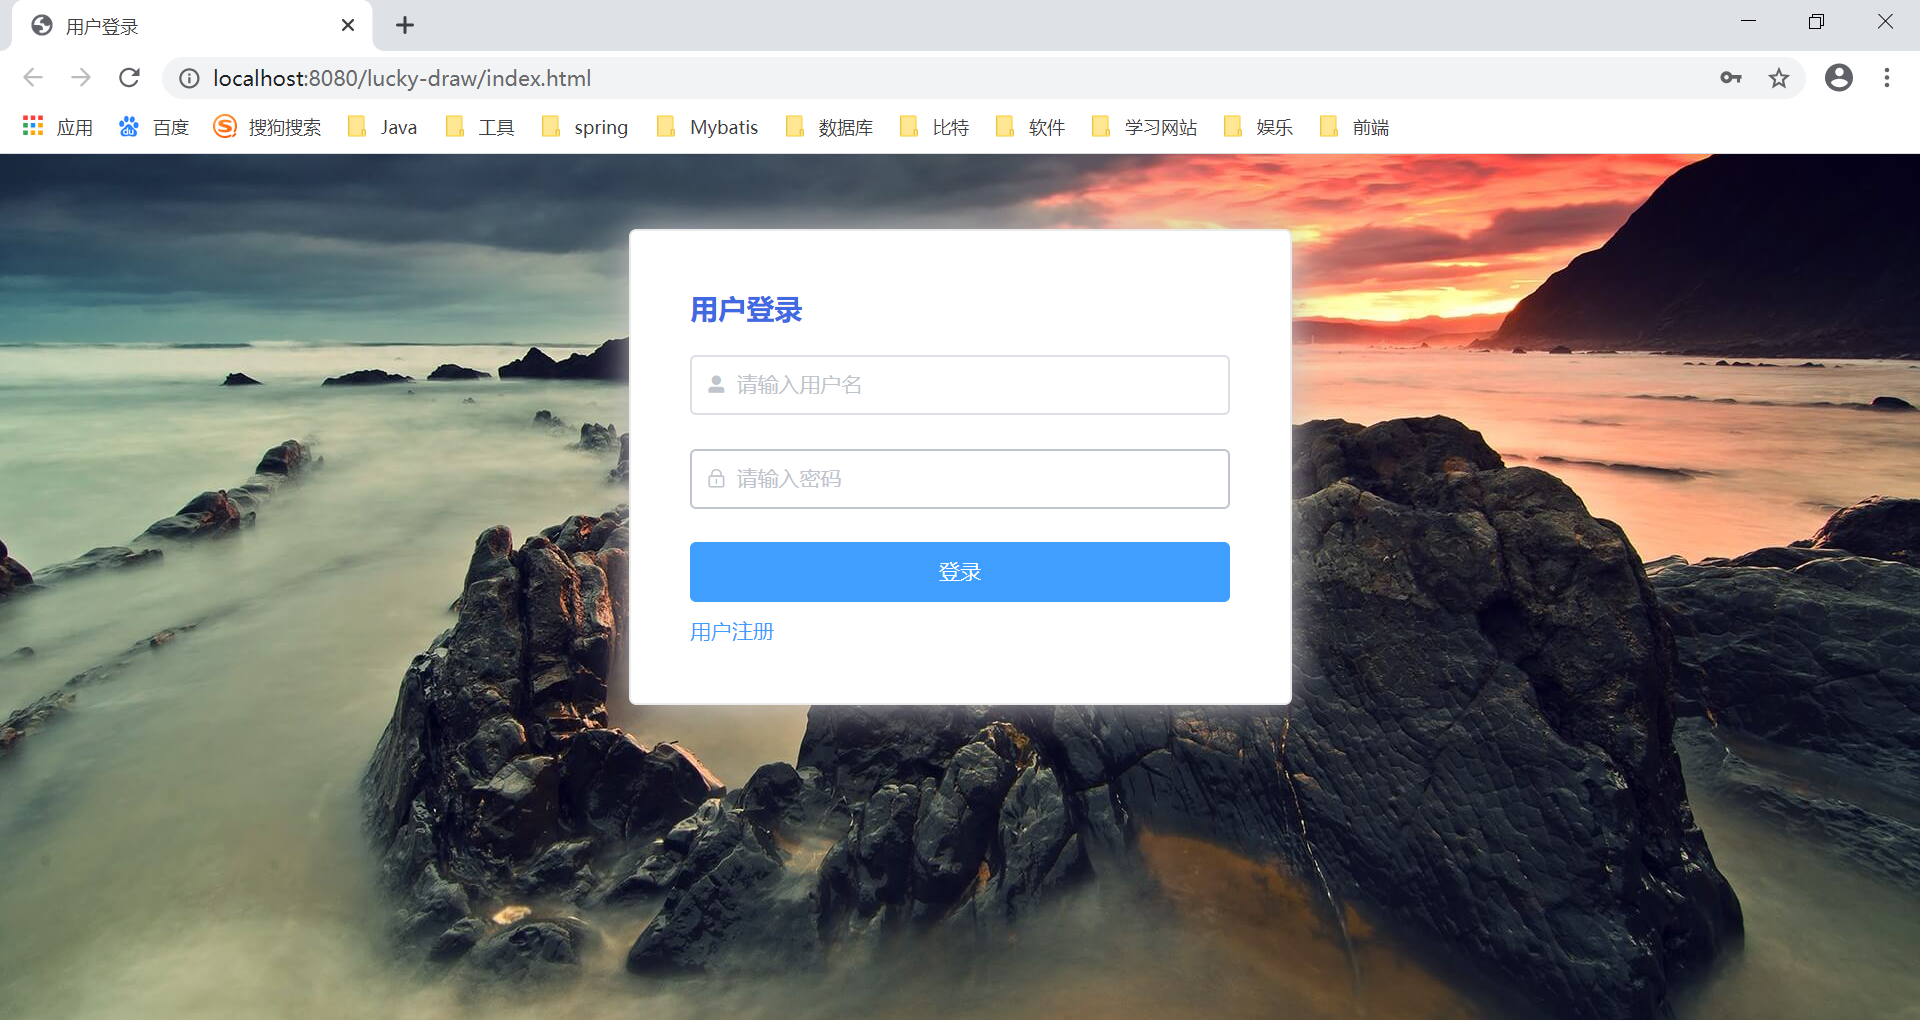 用户登录
localhost:8080/lucky-draw/index.html
应用 百度 搜狗搜索 Java 工具 spring Mybatis 数据库 比特 软件 学习网站 娱乐 前端
用户登录
请输入用户名
请输入密码
登录
用户注册